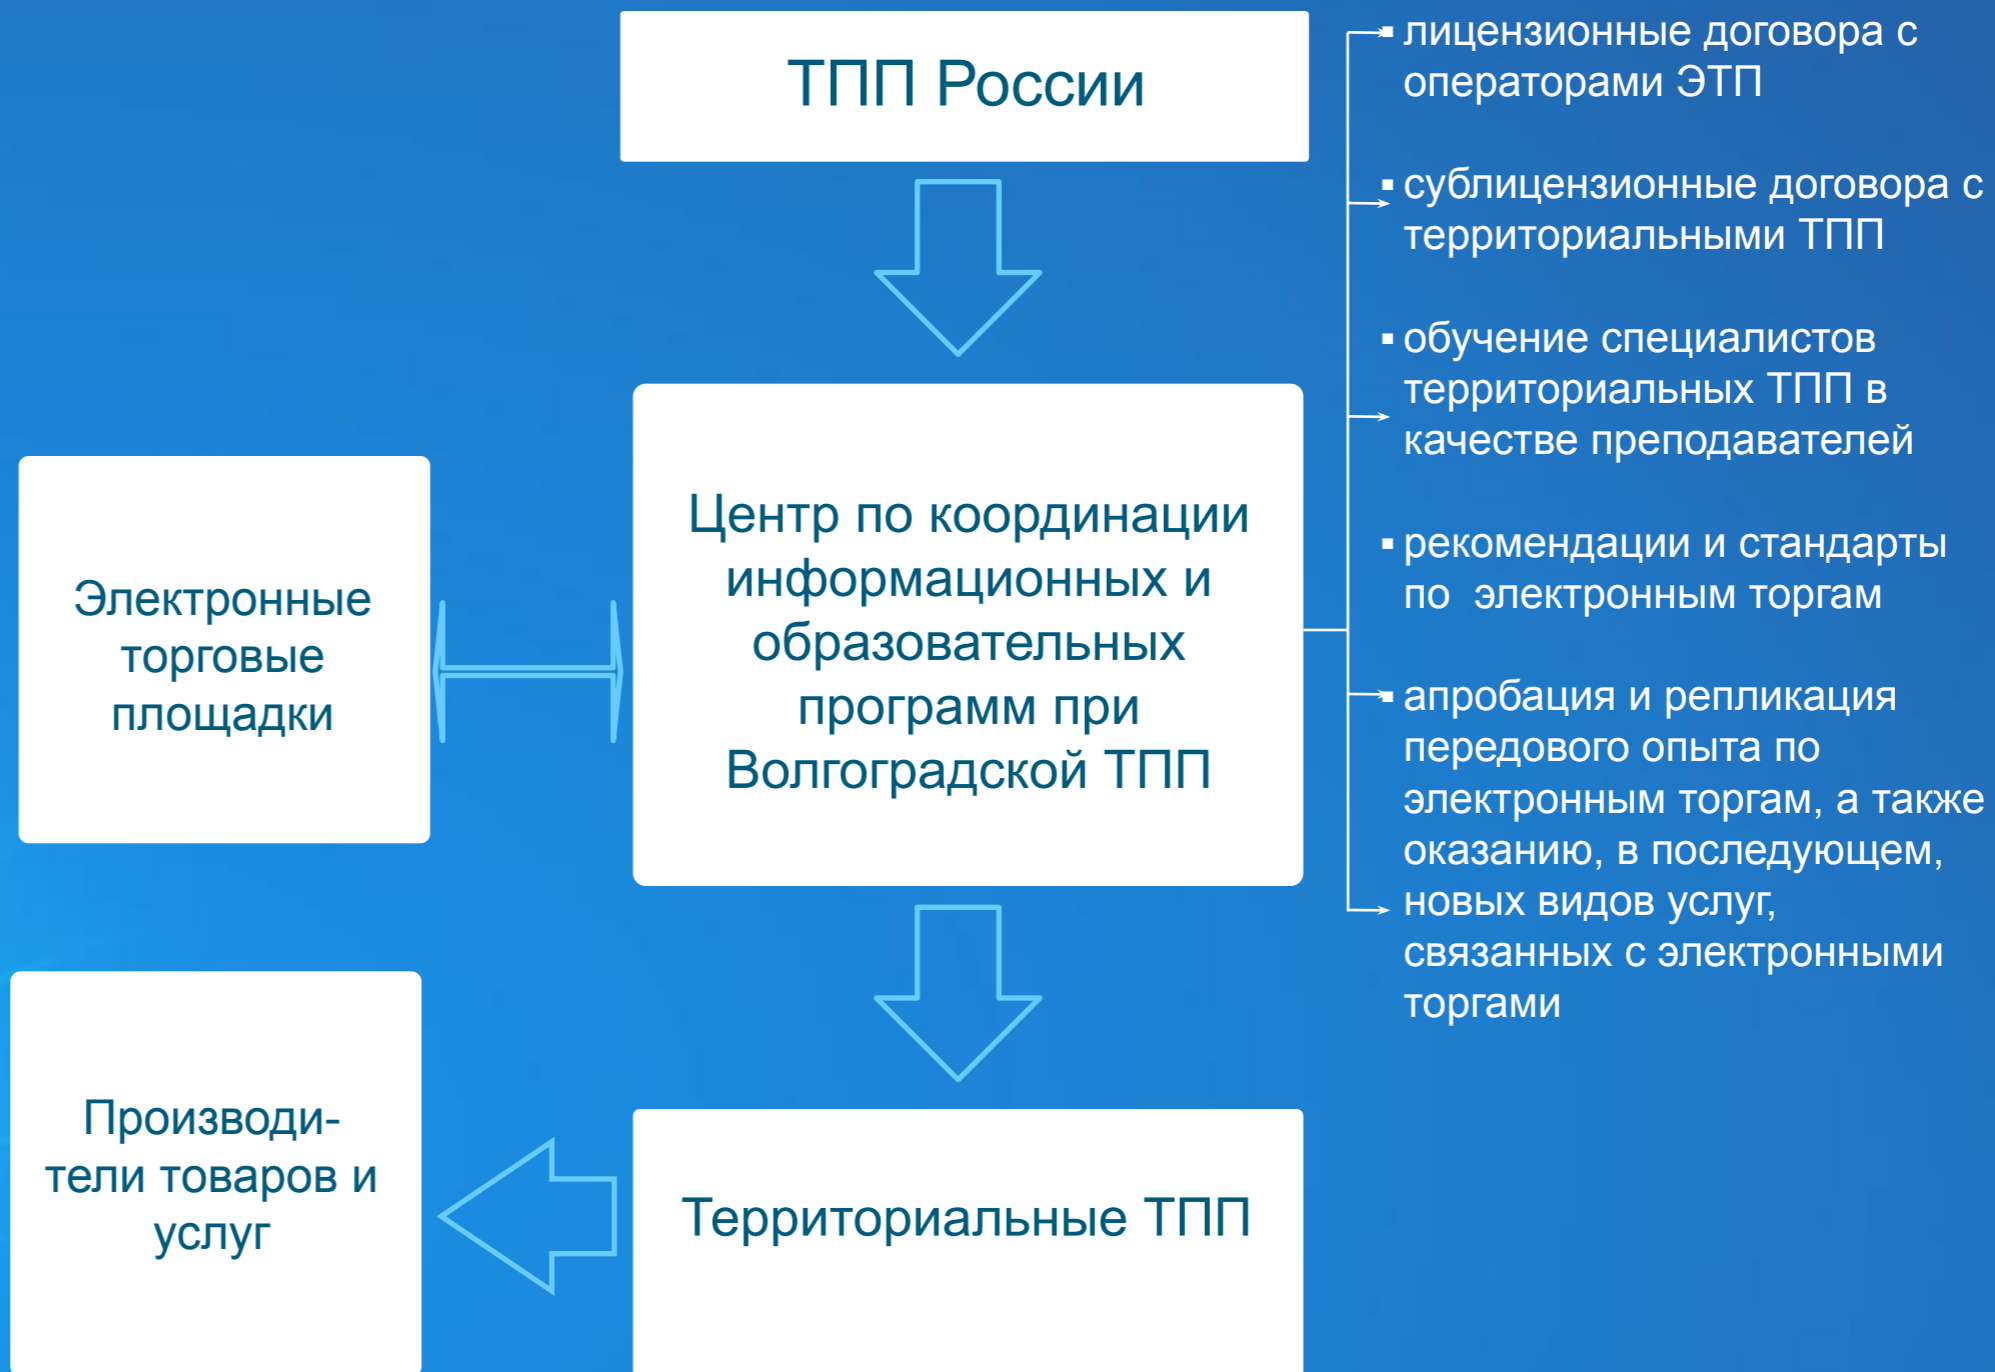 ТПП России
Центр по координации
информационных и
образовательных
программ при
Волгоградской ТПП
Электронные
торговые
площадки
Производи-
тели товаров и
услуг
Территориальные ТПП
▪ лицензионные договора с
операторами ЭТП
▪ сублицензионные договора с
территориальными ТПП
▪ обучение специалистов
территориальных ТПП в
качестве преподавателей
▪ рекомендации и стандарты
по  электронным торгам
▪ апробация и репликация
передового опыта по
электронным торгам, а также
оказанию, в последующем,
новых видов услуг,
связанных с электронными
торгами